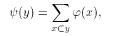 ψ(y) = ∑_{x⊂y} φ(x),